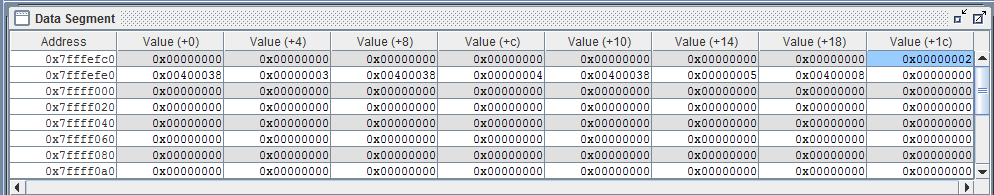 Data Segment
Address Value (+0) Value (+4) Value (+8) Value (+c) Value (+10) Value (+14) Value (+18) Value (+1c)
0x7fffefc0 0x00000000 0x00000000 0x00000000 0x00000000 0x00000000 0x00000000 0x00000000 0x00000002
0x7fffefe0 0x00400038 0x00000003 0x00400038 0x00000004 0x00400038 0x00000005 0x00400008 0x00000000
0x7ffff000 0x00000000 0x00000000 0x00000000 0x00000000 0x00000000 0x00000000 0x00000000 0x00000000
0x7ffff020 0x00000000 0x00000000 0x00000000 0x00000000 0x00000000 0x00000000 0x00000000 0x00000000
0x7ffff040 0x00000000 0x00000000 0x00000000 0x00000000 0x00000000 0x00000000 0x00000000 0x00000000
0x7ffff060 0x00000000 0x00000000 0x00000000 0x00000000 0x00000000 0x00000000 0x00000000 0x00000000
0x7ffff080 0x00000000 0x00000000 0x00000000 0x00000000 0x00000000 0x00000000 0x00000000 0x00000000
0x7ffff0a0 0x00000000 0x00000000 0x00000000 0x00000000 0x00000000 0x00000000 0x00000000 0x00000000